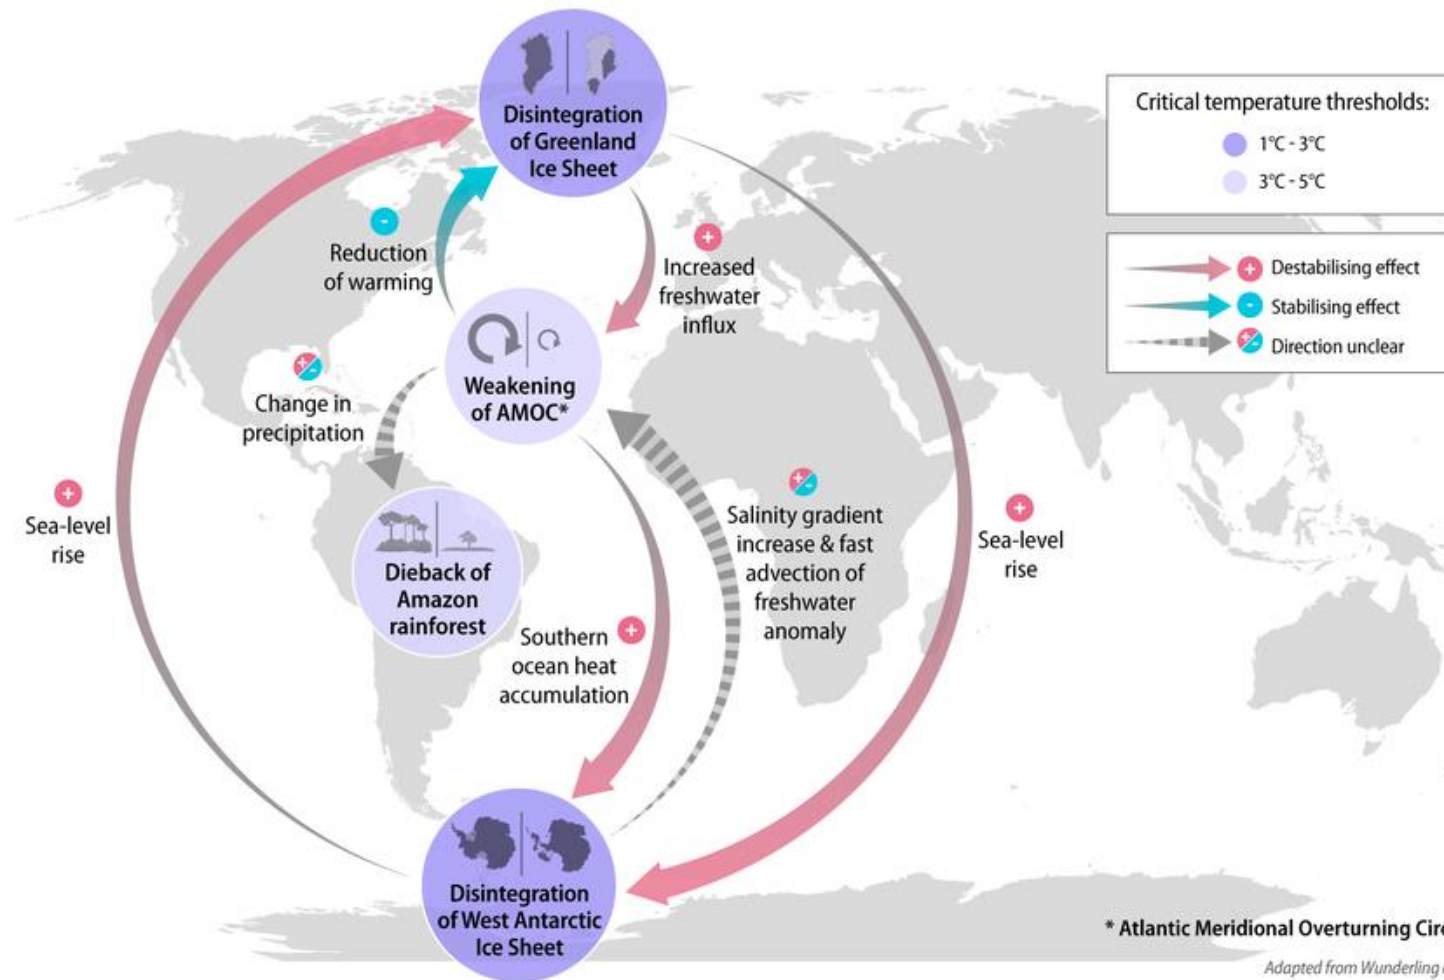 Disintegration
of Greenland
Ice Sheet
Critical temperature thresholds:
1°C - 3°C
3°C - 5°C
+ Destabilising effect
- Stabilising effect
+- Direction unclear
-
Reduction
of warming
+
Increased
freshwater
influx
Weakening
of AMOC*
+-
Change in
precipitation
+
Sea-level
rise
Dieback of
Amazon
rainforest
+-
Salinity gradient
increase & fast
advection of
freshwater
anomaly
+
Sea-level
rise
+
Southern
ocean heat
accumulation
Disintegration
of West Antarctic
Ice Sheet
* Atlantic Meridional Overturning Circ
Adapted from Wunderling